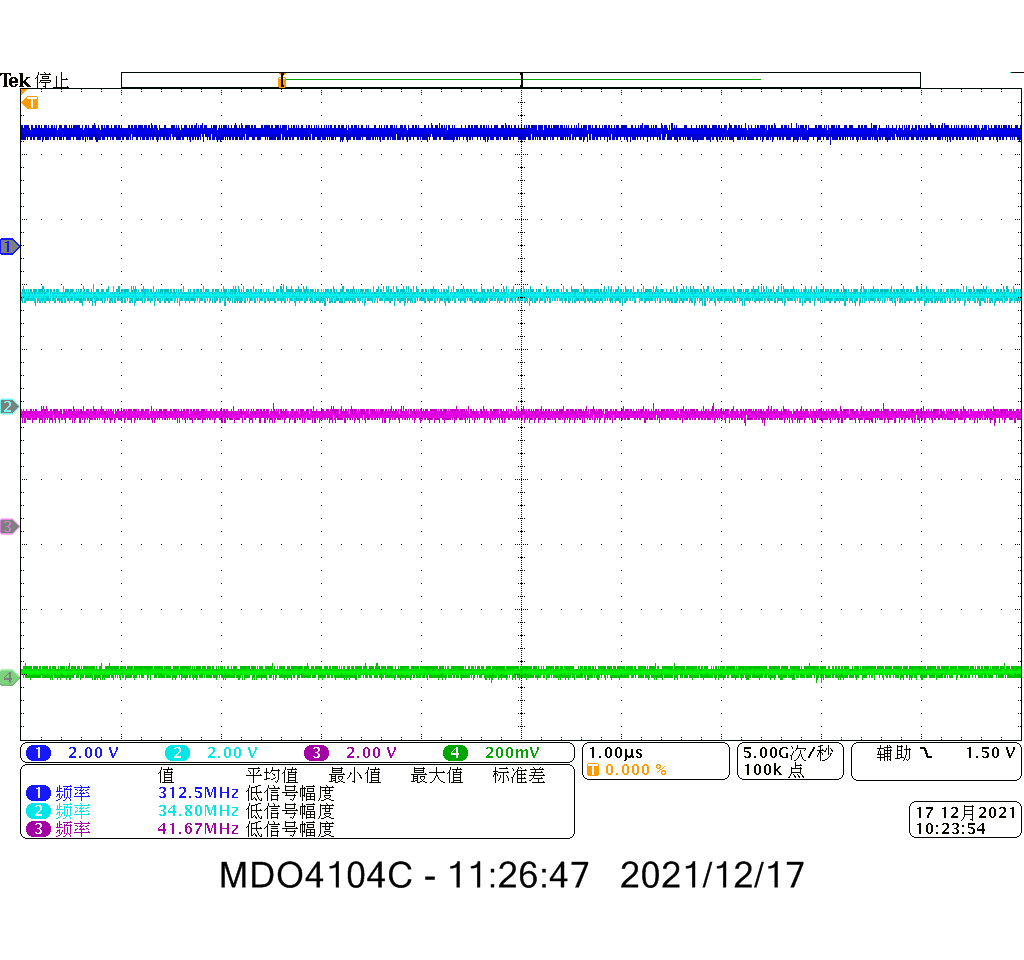 Tek 停止
T
1
2
3
4
1 2.00 V 2 2.00 V 3 2.00 V 4 200mV
1.00µs
T 0.000 %
5.00G次/秒
100k 点
辅助 1.50 V
值 平均值 最小值 最大值 标准差
1 频率 312.5MHz 低信号幅度
2 频率 34.80MHz 低信号幅度
3 频率 41.67MHz 低信号幅度
17 12月2021
10:23:54
MDO4104C - 11:26:47 2021/12/17